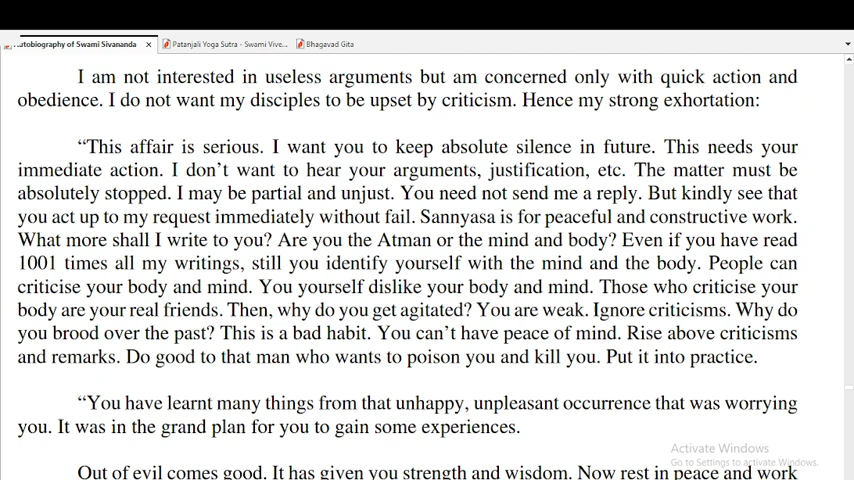 Autobiography of Swami Sivananda × Patanjali Yoga Sutra - Swami Vive... Bhagavad Gita
I am not interested in useless arguments but am concerned only with quick action and
obedience. I do not want my disciples to be upset by criticism. Hence my strong exhortation:
“This affair is serious. I want you to keep absolute silence in future. This needs your
immediate action. I don’t want to hear your arguments, justification, etc. The matter must be
absolutely stopped. I may be partial and unjust. You need not send me a reply. But kindly see that
you act up to my request immediately without fail. Sannyasa is for peaceful and constructive work.
What more shall I write to you? Are you the Atman or the mind and body? Even if you have read
1001 times all my writings, still you identify yourself with the mind and the body. People can
criticise your body and mind. You yourself dislike your body and mind. Those who criticise your
body are your real friends. Then, why do you get agitated? You are weak. Ignore criticisms. Why do
you brood over the past? This is a bad habit. You can’t have peace of mind. Rise above criticisms
and remarks. Do good to that man who wants to poison you and kill you. Put it into practice.
“You have learnt many things from that unhappy, unpleasant occurrence that was worrying
you. It was in the grand plan for you to gain some experiences.
Activate Windows
Go to Settings to activate Windows.
Out of evil comes good. It has given you strength and wisdom. Now rest in peace and work